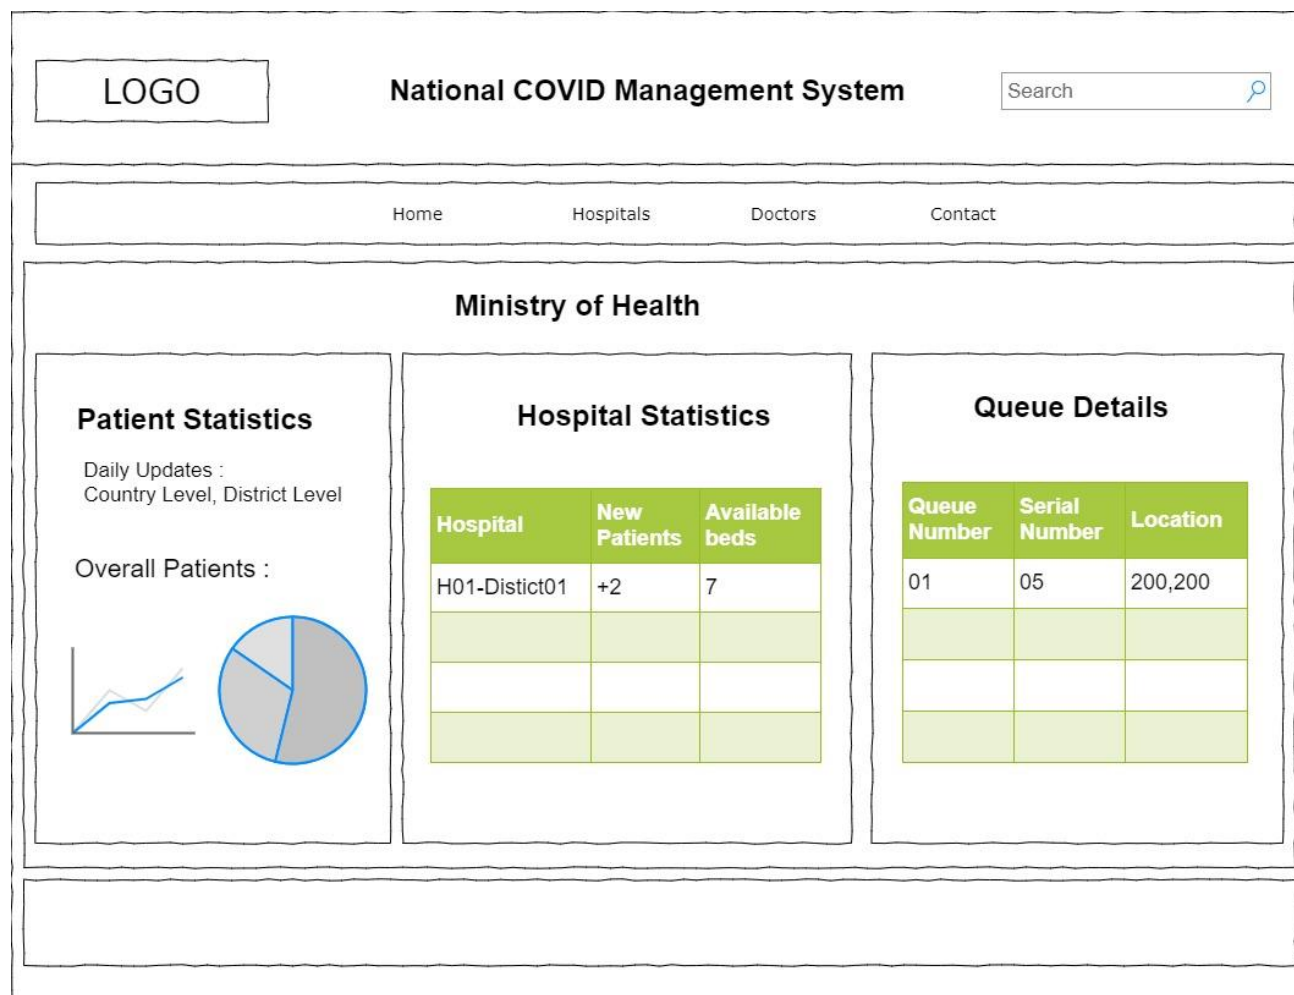 LOGO
National COVID Management System
Search
Home Hospitals Doctors Contact
Ministry of Health
Patient Statistics
Daily Updates :
Country Level, District Level
Overall Patients :
Hospital Statistics
Hospital New Patients Available beds
H01-Distict01 +2 7
Queue Details
Queue Number Serial Number Location
01 05 200,200